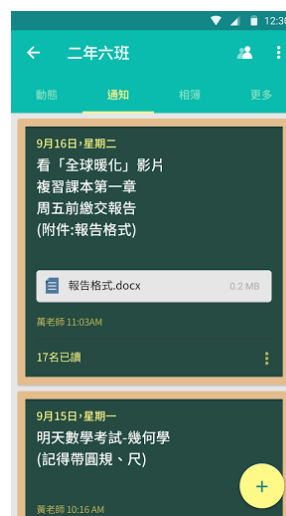 12:30
二年六班
動態 通知 相簿 更多
9月16日,星期二
看「全球暖化」影片
複習課本第一章
周五前繳交報告
(附件:報告格式)
報告格式.docx 0.2 MB
萬老師 11:03AM
17名已讀
9月15日,星期一
明天數學考試-幾何學
(記得帶圓規、尺)
黃老師 10:16 AM